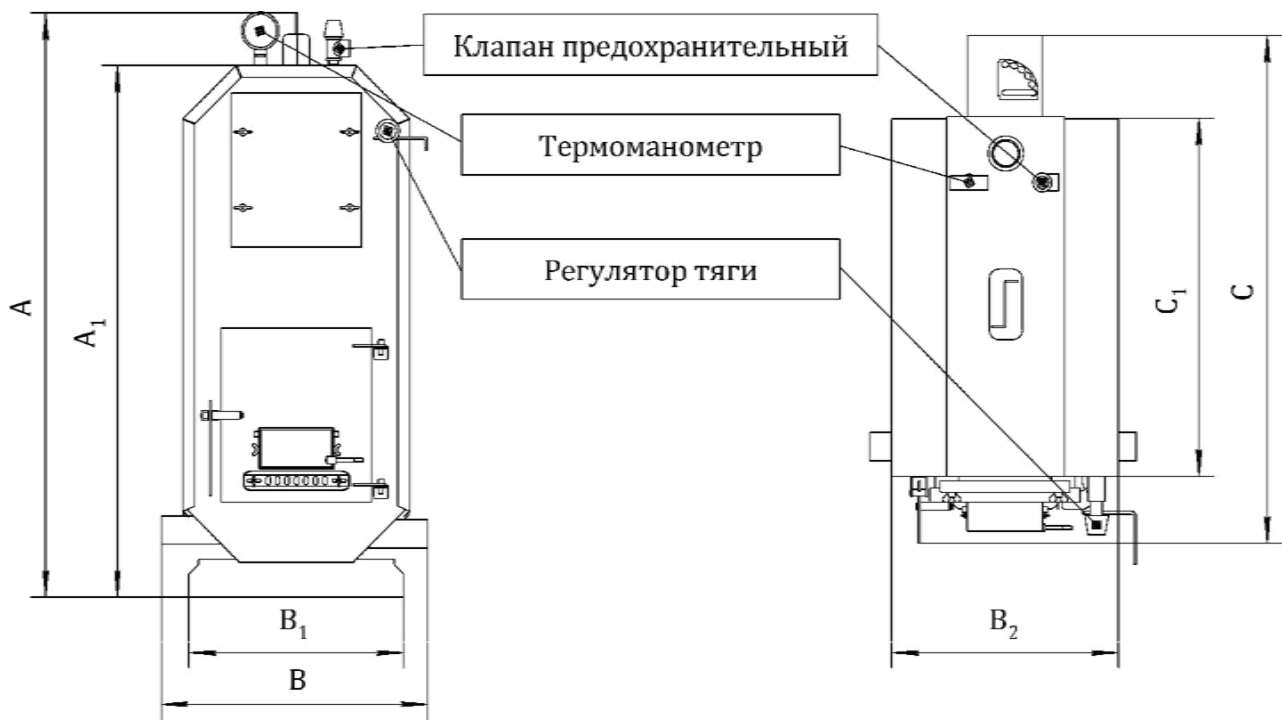 Клапан предохранительный
Термоманометр
Регулятор тяги
A
A₁
B₁
B
C₁
C
B₂